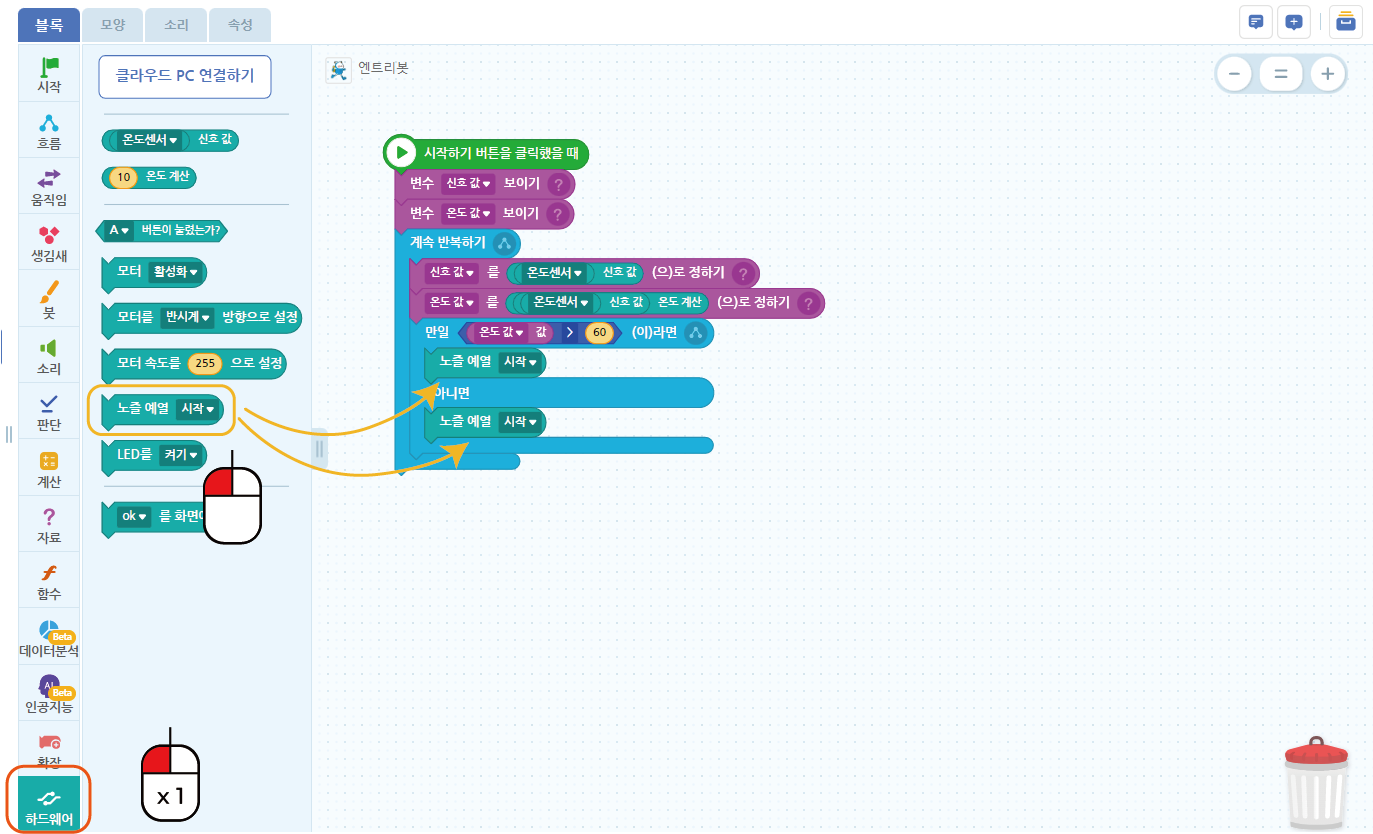 블록
모양
소리
속성
시작
흐름
움직임
생김새
붓
소리
판단
계산
자료
함수
Beta
데이터분석
AI
Beta
인공지능
확장
하드웨어
클라우드 PC 연결하기
온도센서 신호 값
10 온도 계산
A 버튼이 눌렸는가?
모터 활성화
모터를 반시계 방향으로 설정
모터 속도를 255 으로 설정
노즐 예열 시작
LED를 켜기
ok 를 화면
x 1
엔트리봇
시작하기 버튼을 클릭했을 때
변수 신호 값 보이기 ?
변수 온도 값 보이기 ?
계속 반복하기
신호 값 를 온도센서 신호 값 (으)로 정하기 ?
온도 값 를 온도센서 신호 값 온도 계산 (으)로 정하기 ?
만일 온도 값 값 > 60 (이)라면
노즐 예열 시작
아니면
노즐 예열 시작